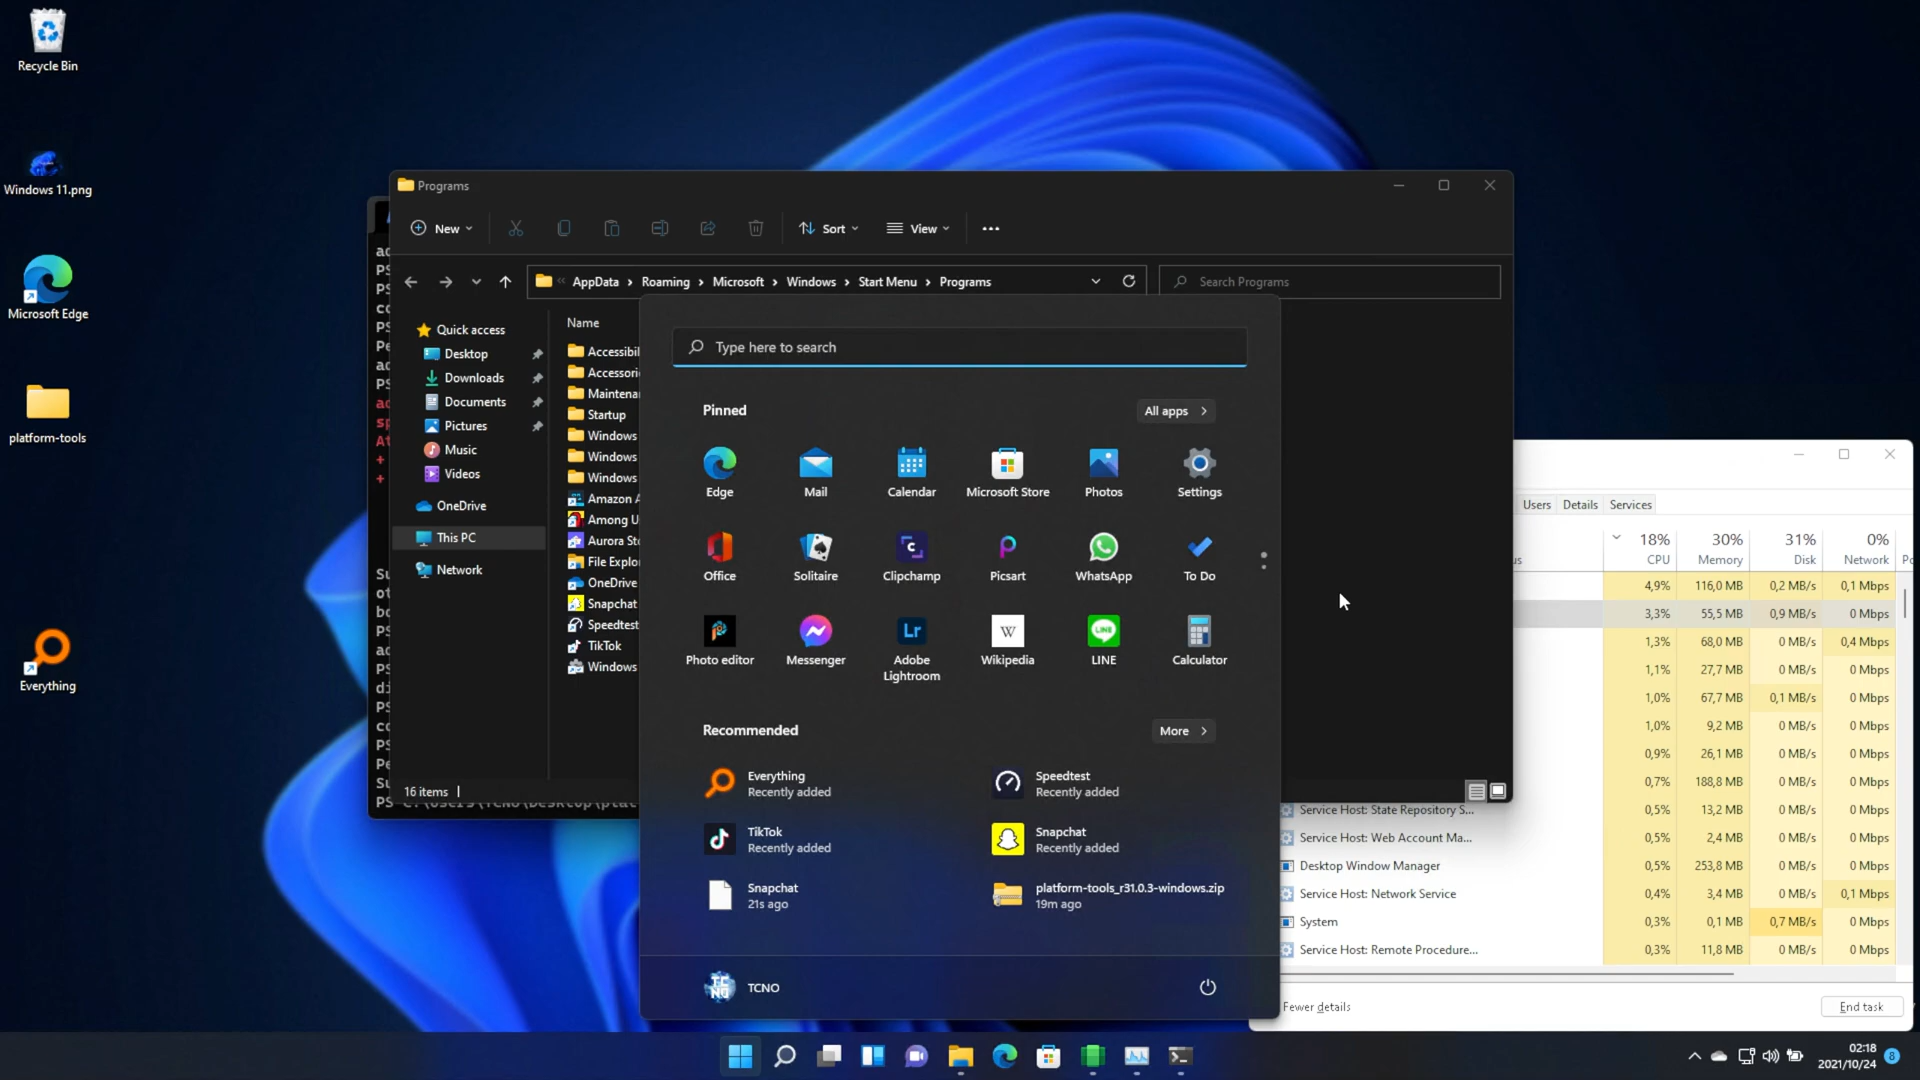 Recycle Bin
Windows 11.png
Microsoft Edge
platform-tools
Everything
Programs
New
Sort
View
AppData
Roaming
Microsoft
Windows
Start Menu
Programs
Search Programs
Quick access
Desktop
Downloads
Documents
Pictures
Music
Videos
OneDrive
This PC
Network
Name
Accessibil
Accessori
Maintena
Startup
Windows
Windows
Windows
Amazon A
Among U
Aurora Sto
File Explo
OneDrive
Snapchat
Speedtest
TikTok
Windows
16 items
Type here to search
Pinned
All apps
Edge
Mail
Calendar
Microsoft Store
Photos
Settings
Office
Solitaire
Clipchamp
Picsart
WhatsApp
To Do
Photo editor
Messenger
Adobe
Lightroom
Wikipedia
LINE
Calculator
Recommended
More
Everything
Recently added
Speedtest
Recently added
TikTok
Recently added
Snapchat
Recently added
Snapchat
21s ago
platform-tools_r31.0.3-windows.zip
19m ago
TCNO
Users
Details
Services
18% 30% 31% 0%
CPU Memory Disk Network
4,9% 116,0 MB 0,2 MB/s 0,1 Mbps
3,3% 55,5 MB 0,9 MB/s 0 Mbps
1,3% 68,0 MB 0 MB/s 0,4 Mbps
1,1% 27,7 MB 0 MB/s 0 Mbps
1,0% 67,7 MB 0,1 MB/s 0 Mbps
1,0% 9,2 MB 0 MB/s 0 Mbps
0,9% 26,1 MB 0 MB/s 0 Mbps
0,7% 188,8 MB 0 MB/s 0 Mbps
Service Host: State Repository S... 0,5% 13,2 MB 0 MB/s 0 Mbps
Service Host: Web Account Ma... 0,5% 2,4 MB 0 MB/s 0 Mbps
Desktop Window Manager 0,5% 253,8 MB 0 MB/s 0 Mbps
Service Host: Network Service 0,4% 3,4 MB 0 MB/s 0,1 Mbps
System 0,3% 0,1 MB 0,7 MB/s 0 Mbps
Service Host: Remote Procedure... 0,3% 11,8 MB 0 MB/s 0 Mbps
Fewer details
End task
02:18
2021/10/24
8